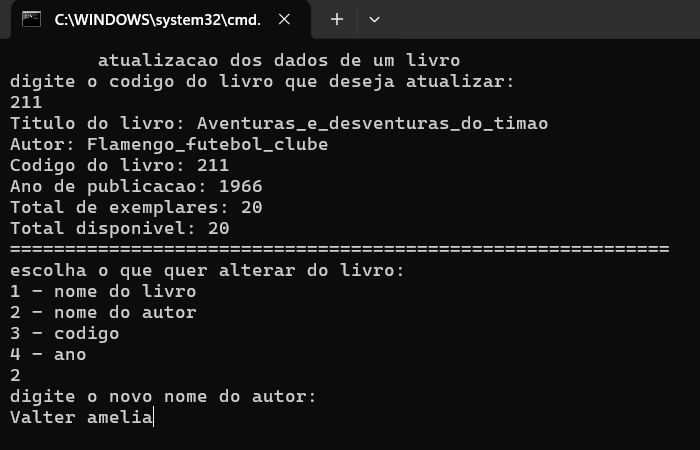 C:\WINDOWS\system32\cmd.
atualizacao dos dados de um livro
digite o codigo do livro que deseja atualizar:
211
Titulo do livro: Aventuras_e_desventuras_do_timao
Autor: Flamengo_futebol_clube
Codigo do livro: 211
Ano de publicacao: 1966
Total de exemplares: 20
Total disponivel: 20
============================================================
escolha o que quer alterar do livro:
1 - nome do livro
2 - nome do autor
3 - codigo
4 - ano
2
digite o novo nome do autor:
Valter amelia